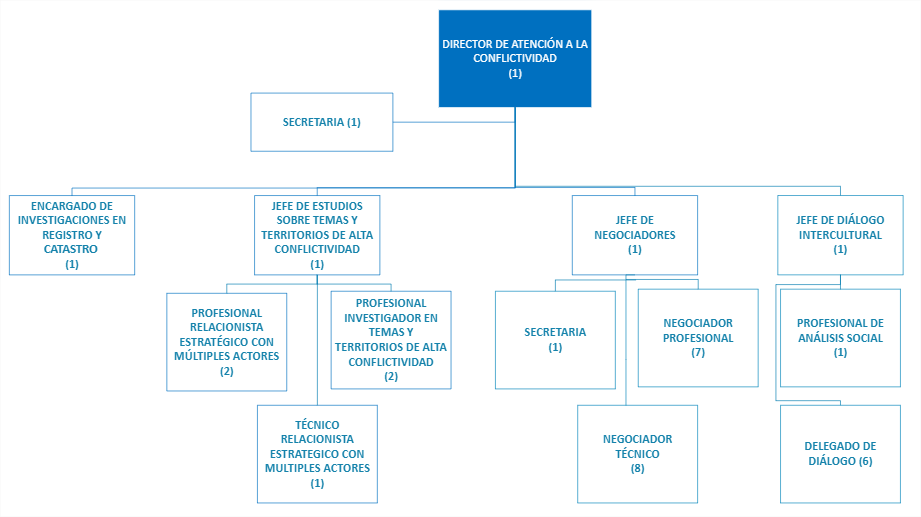 DIRECTOR DE ATENCIÓN A LA
CONFLICTIVIDAD
(1)
SECRETARIA (1)
ENCARGADO DE
INVESTIGACIONES EN
REGISTRO Y
CATASTRO
(1)
JEFE DE ESTUDIOS
SOBRE TEMAS Y
TERRITORIOS DE ALTA
CONFLICTIVIDAD
(1)
JEFE DE
NEGOCIADORES
(1)
JEFE DE DIÁLOGO
INTERCULTURAL
(1)
PROFESIONAL
RELACIONISTA
ESTRATÉGICO CON
MÚLTIPLES ACTORES
(2)
PROFESIONAL
INVESTIGADOR EN
TEMAS Y
TERRITORIOS DE ALTA
CONFLICTIVIDAD
(2)
SECRETARIA
(1)
NEGOCIADOR
PROFESIONAL
(7)
PROFESIONAL DE
ANÁLISIS SOCIAL
(1)
TÉCNICO
RELACIONISTA
ESTRATEGICO CON
MULTIPLES ACTORES
(1)
NEGOCIADOR
TÉCNICO
(8)
DELEGADO DE
DIÁLOGO (6)